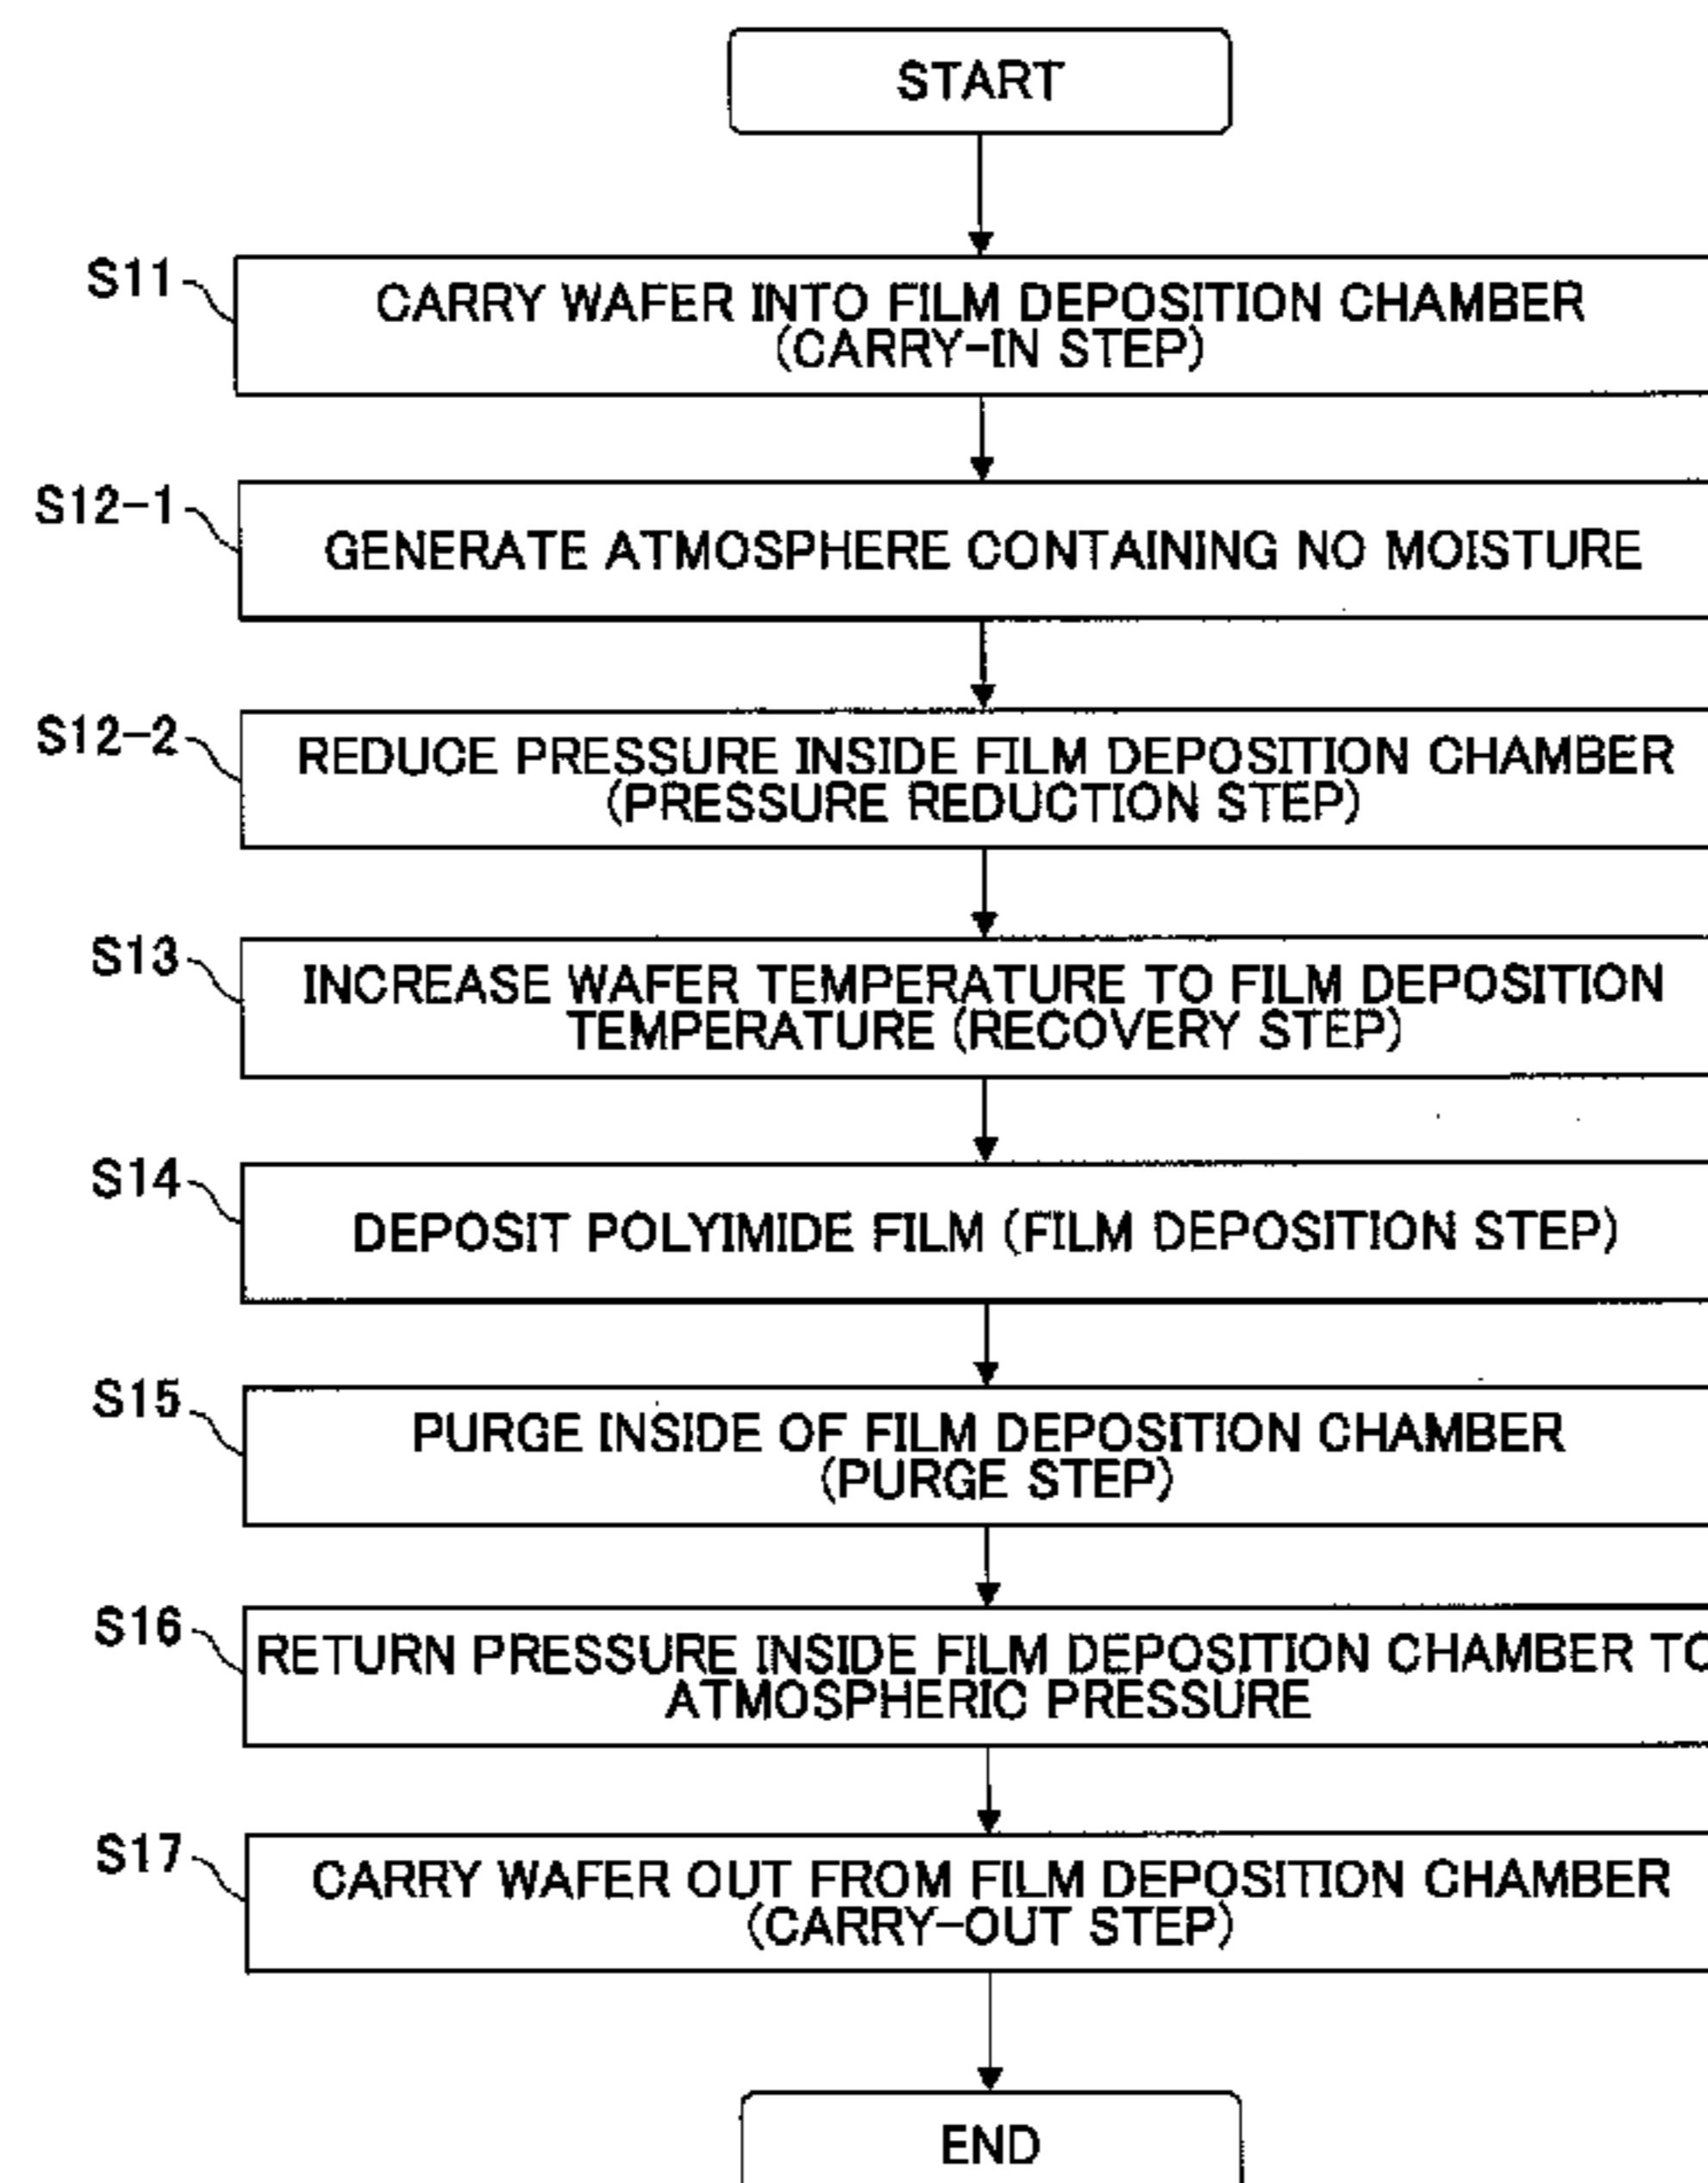 START
S11
CARRY WAFER INTO FILM DEPOSITION CHAMBER
(CARRY-IN STEP)
S12-1
GENERATE ATMOSPHERE CONTAINING NO MOISTURE
S12-2
REDUCE PRESSURE INSIDE FILM DEPOSITION CHAMBER
(PRESSURE REDUCTION STEP)
S13
INCREASE WAFER TEMPERATURE TO FILM DEPOSITION
TEMPERATURE (RECOVERY STEP)
S14
DEPOSIT POLYIMIDE FILM (FILM DEPOSITION STEP)
S15
PURGE INSIDE OF FILM DEPOSITION CHAMBER
(PURGE STEP)
S16
RETURN PRESSURE INSIDE FILM DEPOSITION CHAMBER TO
ATMOSPHERIC PRESSURE
S17
CARRY WAFER OUT FROM FILM DEPOSITION CHAMBER
(CARRY-OUT STEP)
END